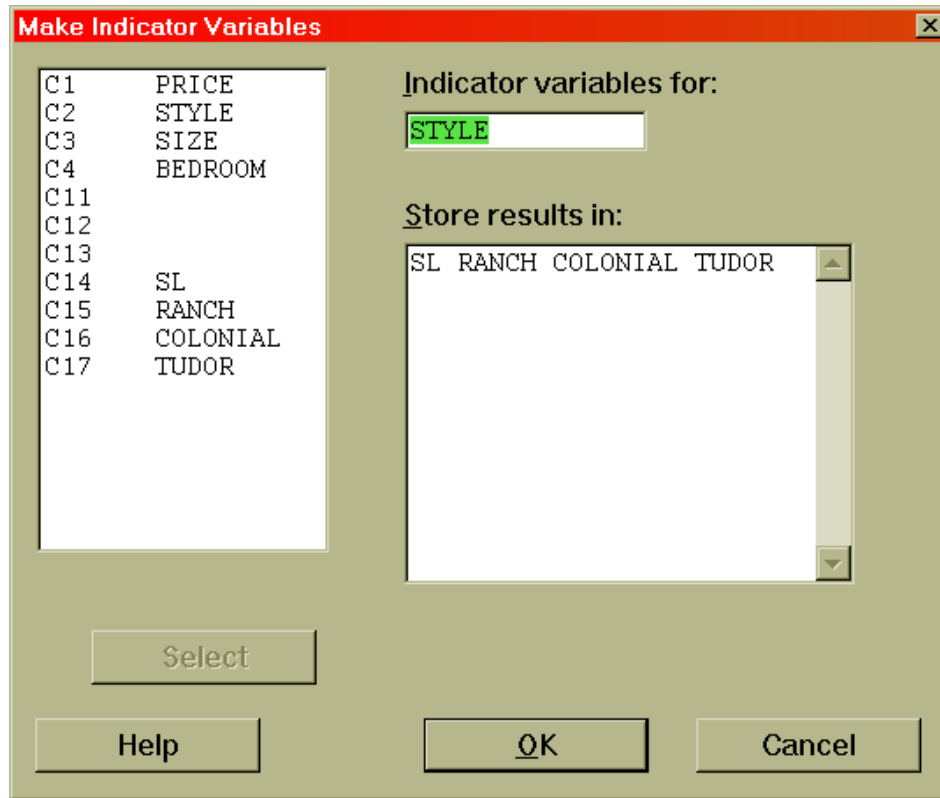 Make Indicator Variables
C1 PRICE
C2 STYLE
C3 SIZE
C4 BEDROOM
C11
C12
C13
C14 SL
C15 RANCH
C16 COLONIAL
C17 TUDOR
Indicator variables for:
STYLE
Store results in:
SL RANCH COLONIAL TUDOR
Select
Help
OK
Cancel